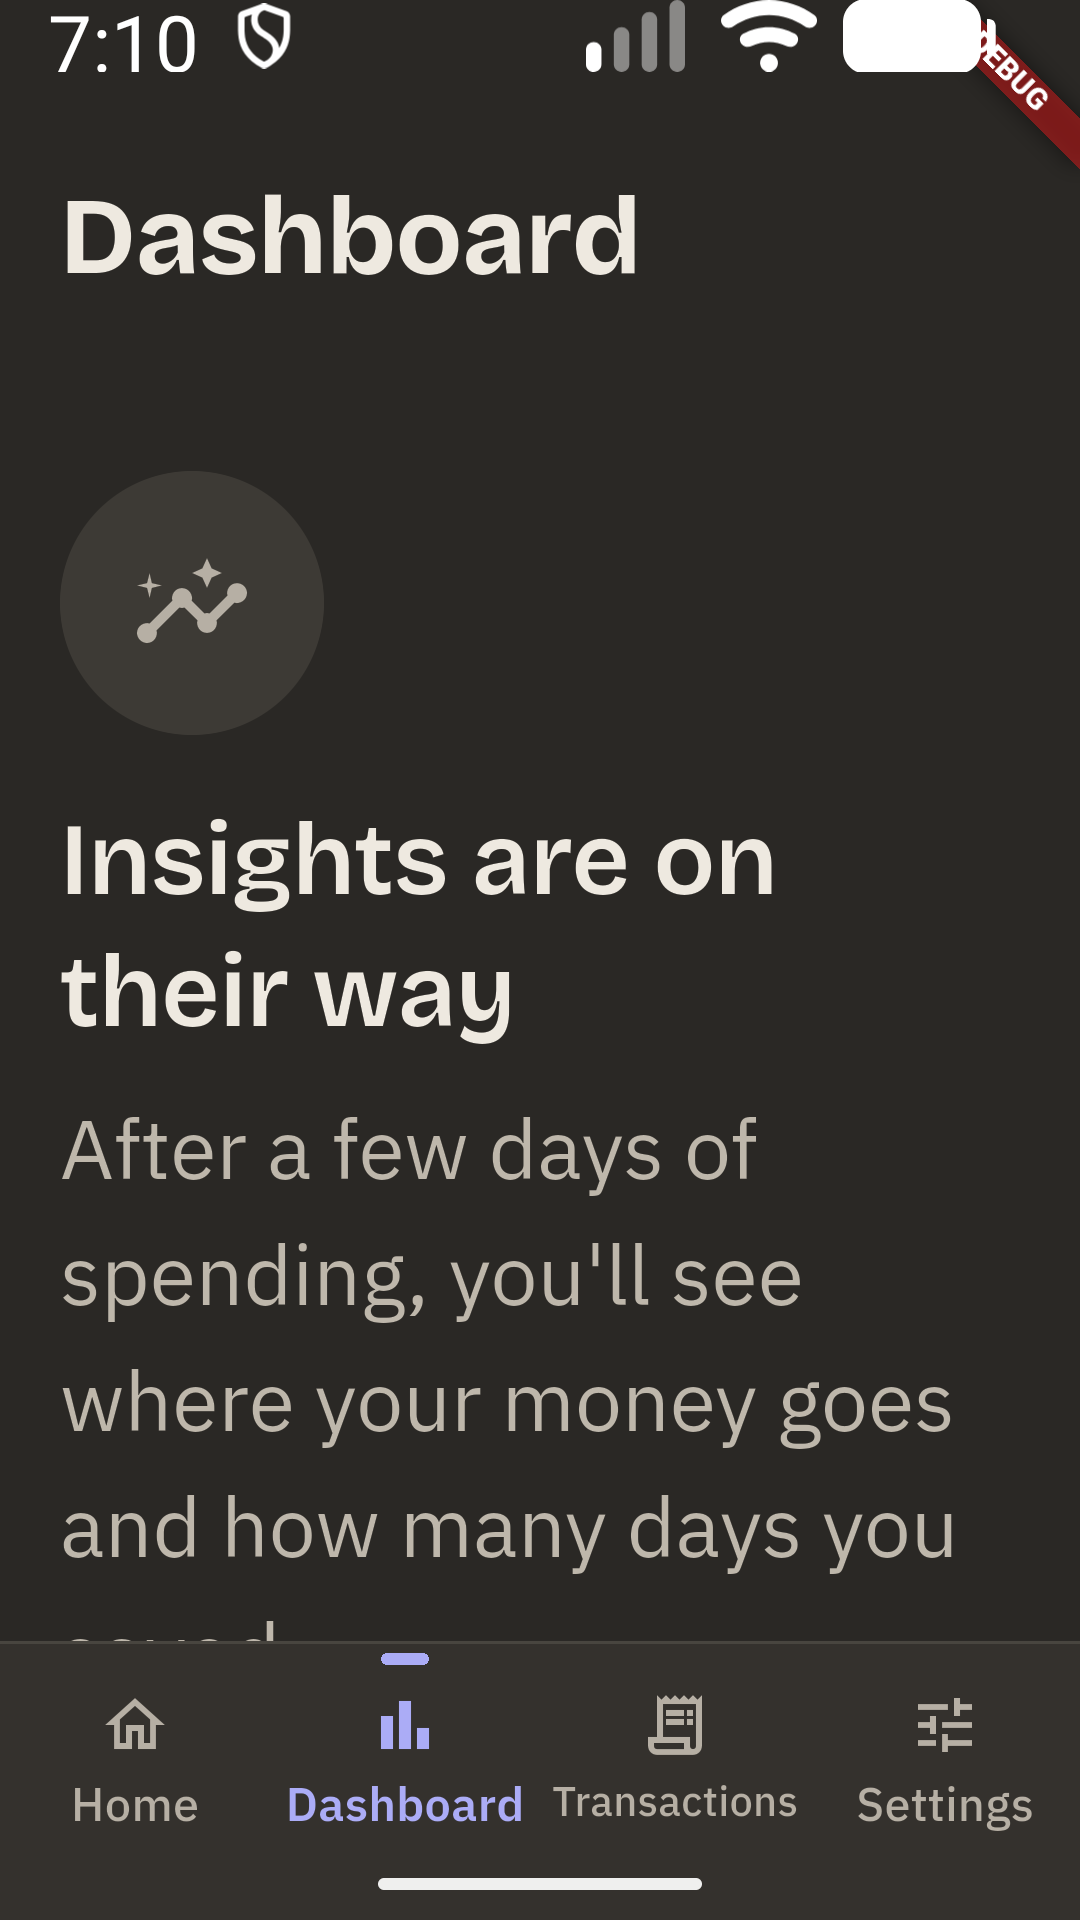 7:10
DEBUG
Dashboard
Insights are on
their way
After a few days of
spending, you'll see
where your money goes
and how many days you
Home
Dashboard
Transactions
Settings